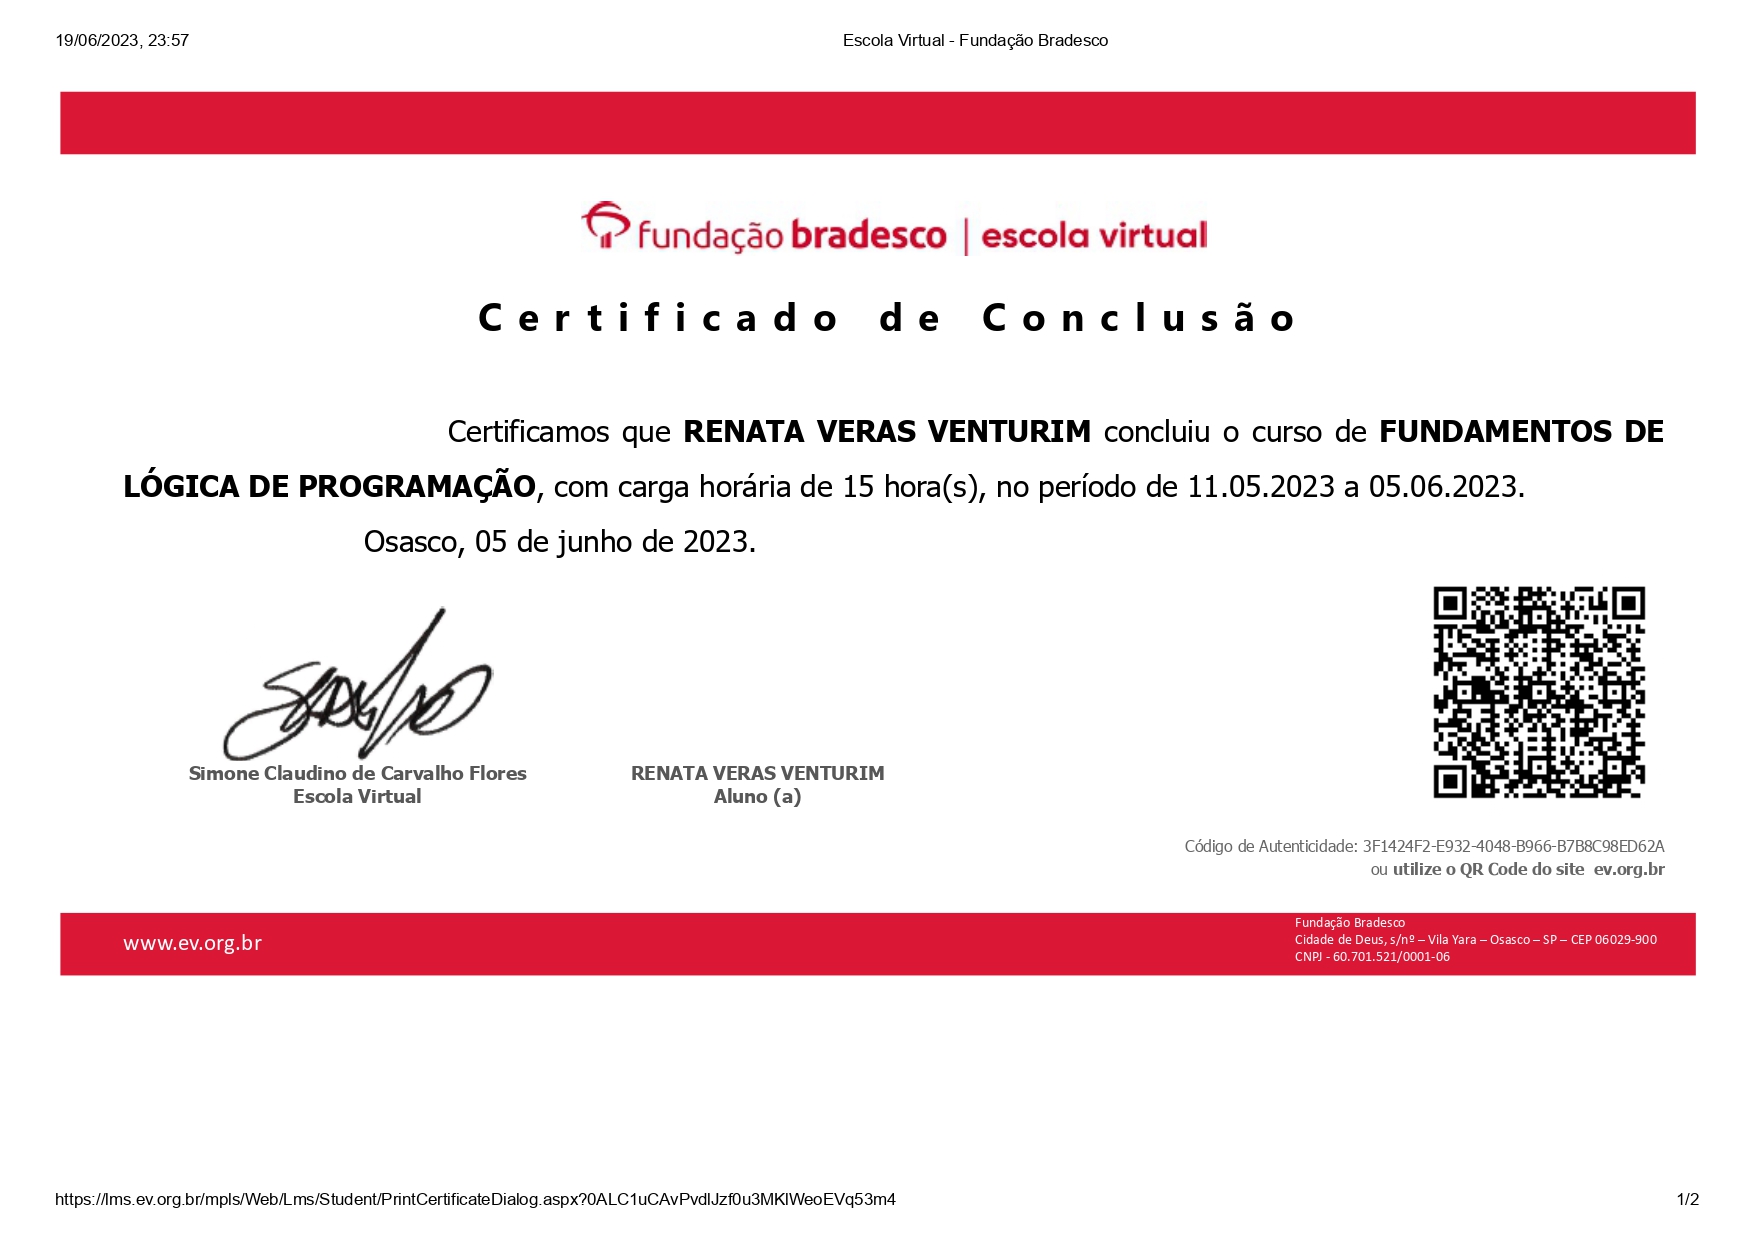 19/06/2023, 23:57
Escola Virtual - Fundação Bradesco
fundação bradesco | escola virtual
Certificado de Conclusão
Certificamos que RENATA VERAS VENTURIM concluiu o curso de FUNDAMENTOS DE
LÓGICA DE PROGRAMAÇÃO, com carga horária de 15 hora(s), no período de 11.05.2023 a 05.06.2023.
Osasco, 05 de junho de 2023.
Simone Claudino de Carvalho Flores
Escola Virtual
RENATA VERAS VENTURIM
Aluno (a)
Código de Autenticidade: 3F1424F2-E932-4048-B966-B7B8C98ED62A
ou utilize o QR Code do site ev.org.br
www.ev.org.br
Fundação Bradesco
Cidade de Deus, s/nº – Vila Yara – Osasco – SP – CEP 06029-900
CNPJ - 60.701.521/0001-06
https://lms.ev.org.br/mpls/Web/Lms/Student/PrintCertificateDialog.aspx?0ALC1uCAvPvdlJzf0u3MKlWeoEVq53m4
1/2